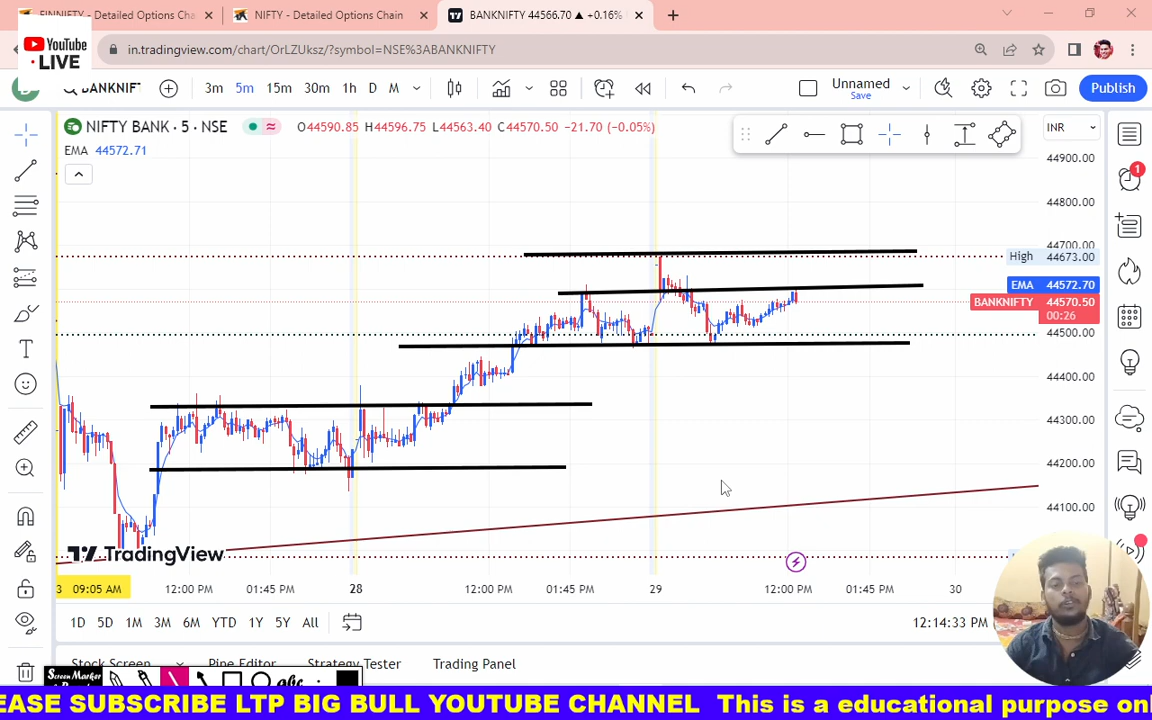 FINNIFTY - Detailed Options Cha
NIFTY - Detailed Options Chain
BANKNIFTY 44566.70 ▲ +0.16%
YouTube
LIVE
in.tradingview.com/chart/OrLZUksz/?symbol=NSE%3ABANKNIFTY
BANKNIFT
3m 5m 15m 30m 1h D M
Unnamed
Save
Publish
NIFTY BANK · 5 · NSE
O44590.85 H44596.75 L44563.40 C44570.50 −21.70 (−0.05%)
EMA 44572.71
INR
44900.00
44800.00
44700.00
High 44673.00
EMA 44572.70
BANKNIFTY 44570.50
00:26
44500.00
44400.00
44300.00
44200.00
44100.00
TradingView
3 09:05 AM 12:00 PM 01:45 PM 28 12:00 PM 01:45 PM 29 12:00 PM 01:45 PM 30
1D 5D 1M 3M 6M YTD 1Y 5Y All
12:14:33 PM
Stock Screener Pine Editor Strategy Tester Trading Panel
Screen
Marker
abc
EASE SUBSCRIBE LTP BIG BULL YOUTUBE CHANNEL This is a educational purpose on